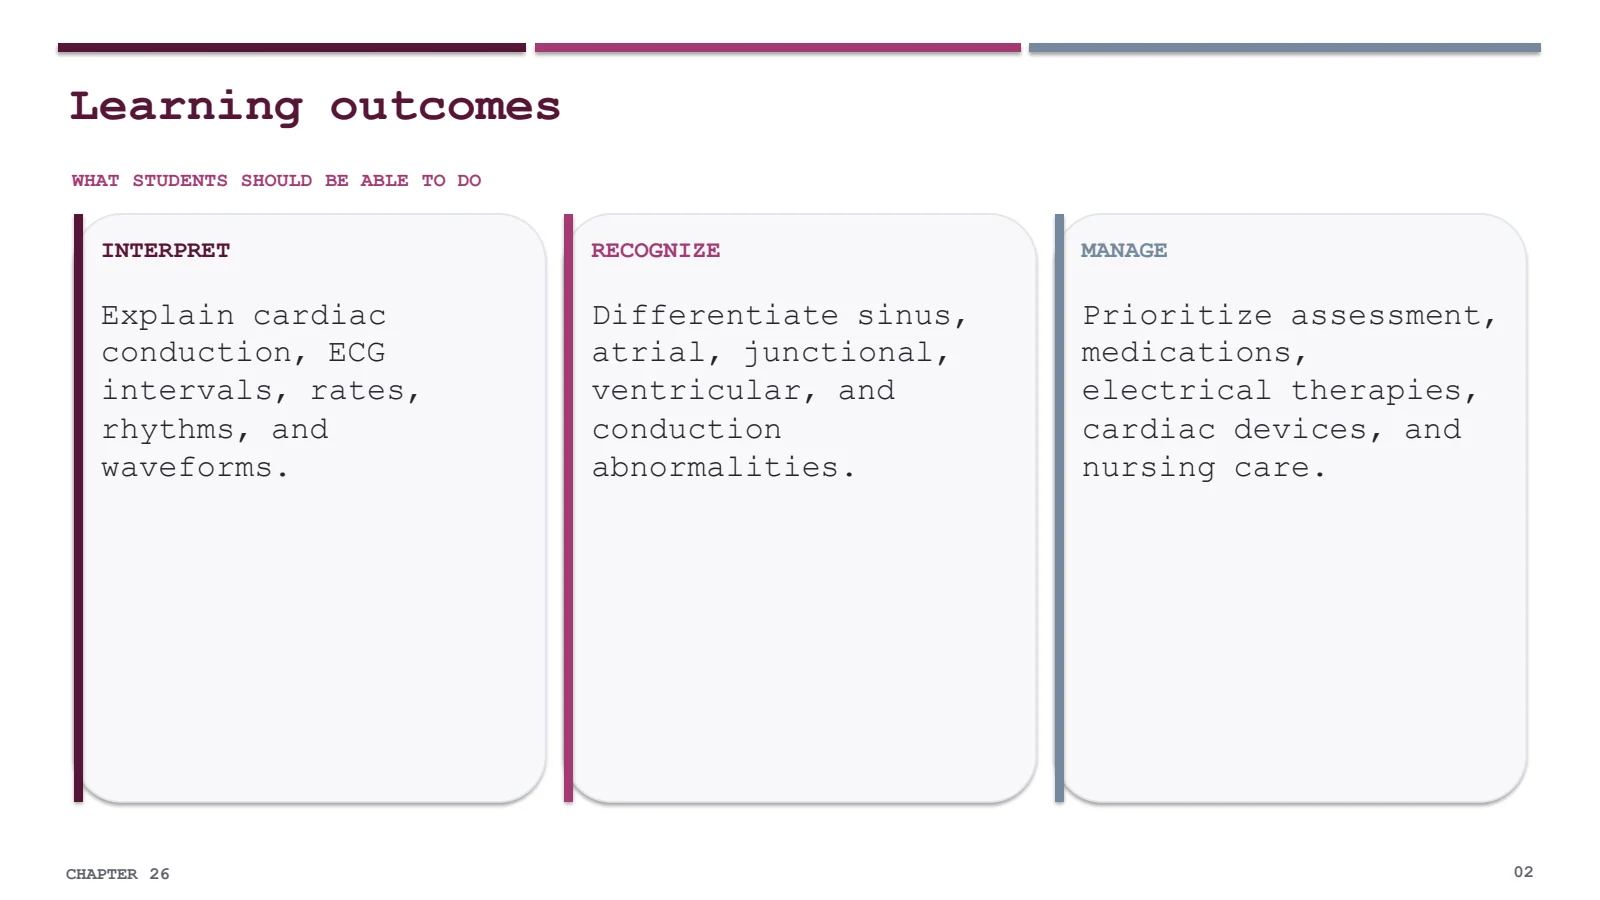 Learning outcomes
WHAT STUDENTS SHOULD BE ABLE TO DO
INTERPRET
Explain cardiac
conduction, ECG
intervals, rates,
rhythms, and
waveforms.
RECOGNIZE
Differentiate sinus,
atrial, junctional,
ventricular, and
conduction
abnormalities.
MANAGE
Prioritize assessment,
medications,
electrical therapies,
cardiac devices, and
nursing care.
CHAPTER 26
02